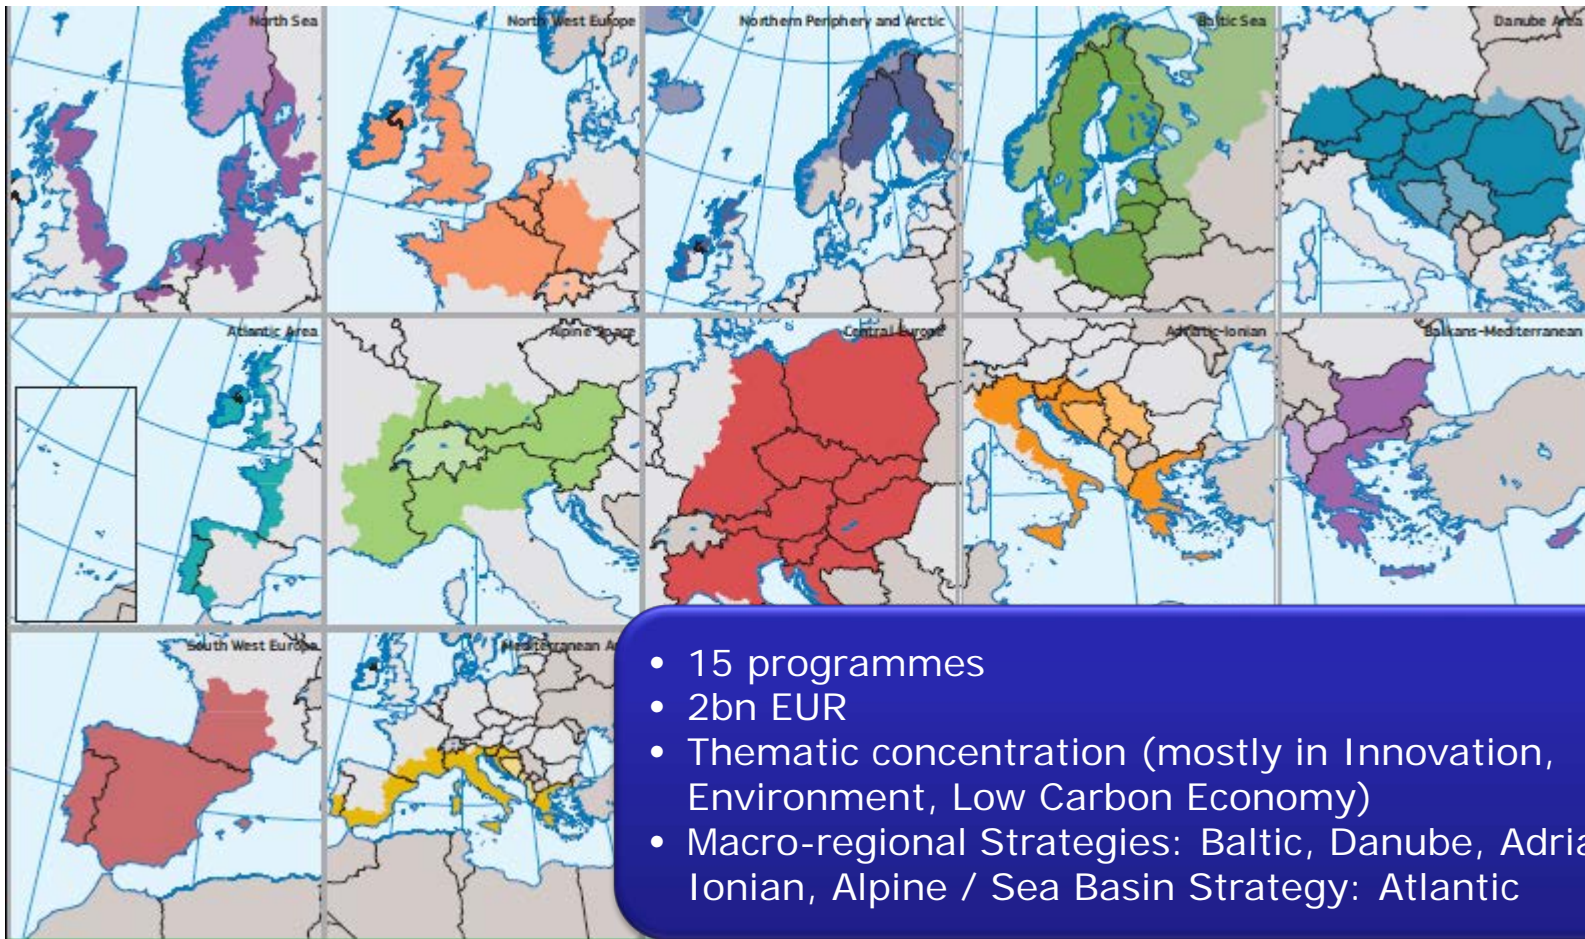 North Sea
North West Europe
Northern Periphery and Arctic
Baltic Sea
Danube Area
Atlantic Area
Alpine Space
Central Europe
Adriatic-Ionian
Balkans-Mediterranean
South West Europe
Mediterranean A
• 15 programmes
• 2bn EUR
• Thematic concentration (mostly in Innovation,
Environment, Low Carbon Economy)
• Macro-regional Strategies: Baltic, Danube, Adria
Ionian, Alpine / Sea Basin Strategy: Atlantic